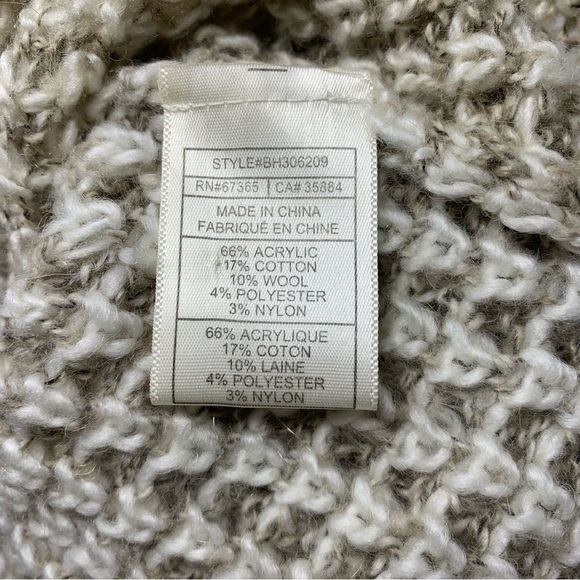 STYLE#BH306209
RN#67365 CA# 35884
MADE IN CHINA
FABRIQUÉ EN CHINE
66% ACRYLIC
17% COTTON
10% WOOL
4% POLYESTER
3% NYLON
66% ACRYLIQUE
17% COTON
10% LAINE
4% POLYESTER
3% NYLON